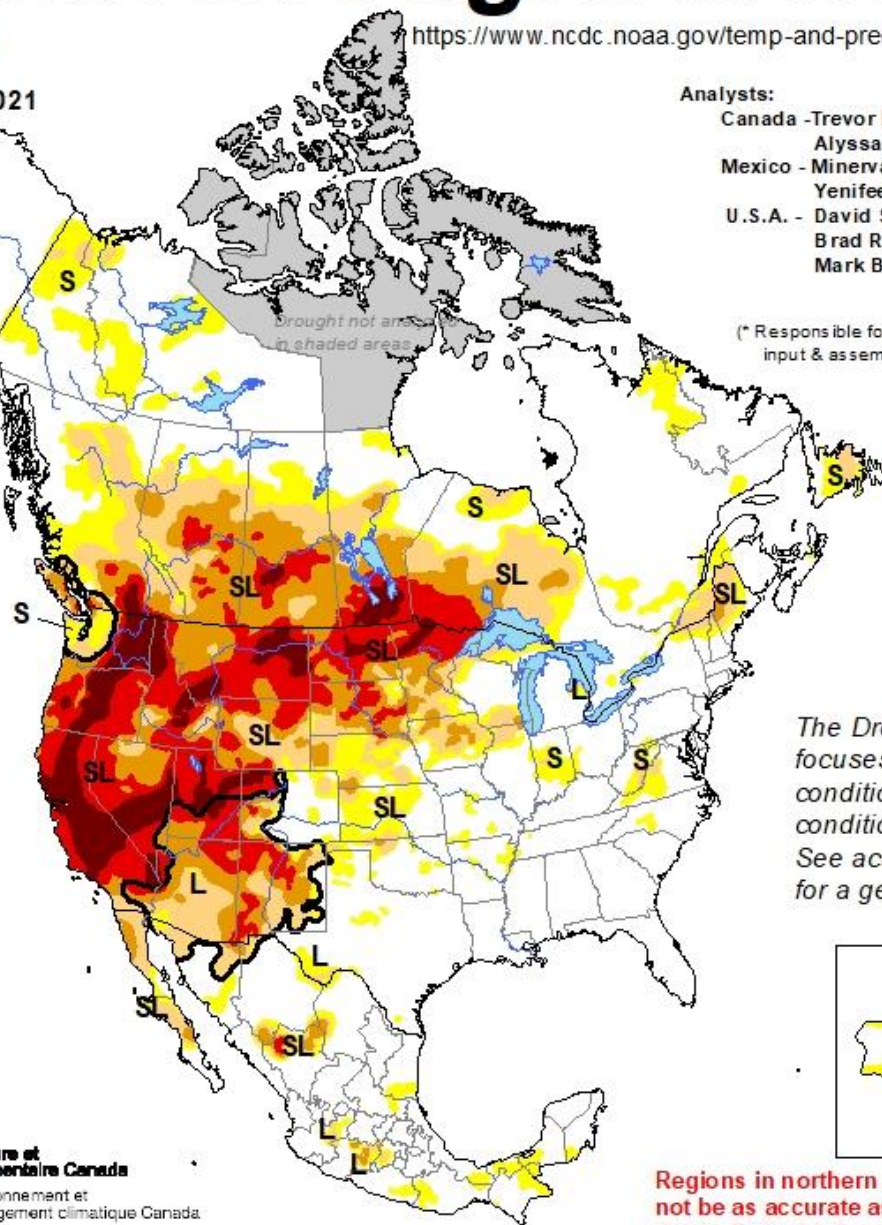 https://www.ncdc.noaa.gov/temp-and-pre
021
Analysts:
Canada -Trevor
Alyssa
Mexico - Minerva
Yenifee
U.S.A. - David
Brad R
Mark B
(* Responsible fo
input & assem
Drought not
in shaded areas
S
S
S
SL
SL
SL
S
SL
L
SL
S
S
SL
SL
L
L
SL
SL
L
L
The Dr
focuses
conditio
conditio
See ac
for a ge
re et
entaire Canada
onnement et
gement climatique Canada
Regions in northern
not be as accurate a